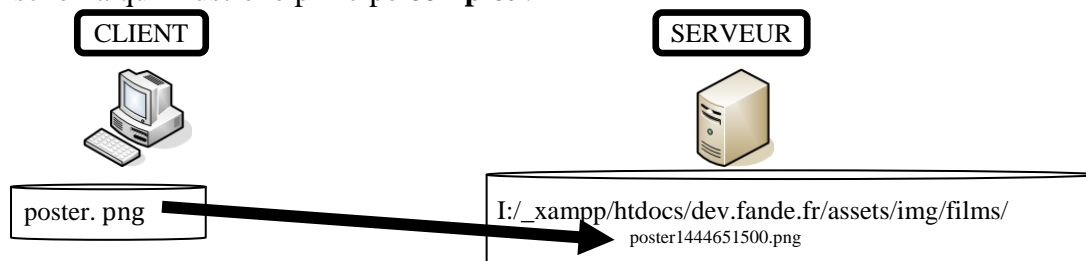 CLIENT
SERVEUR
poster. png
I:/_xampp/htdocs/dev.fande.fr/assets/img/films/
poster1444651500.png